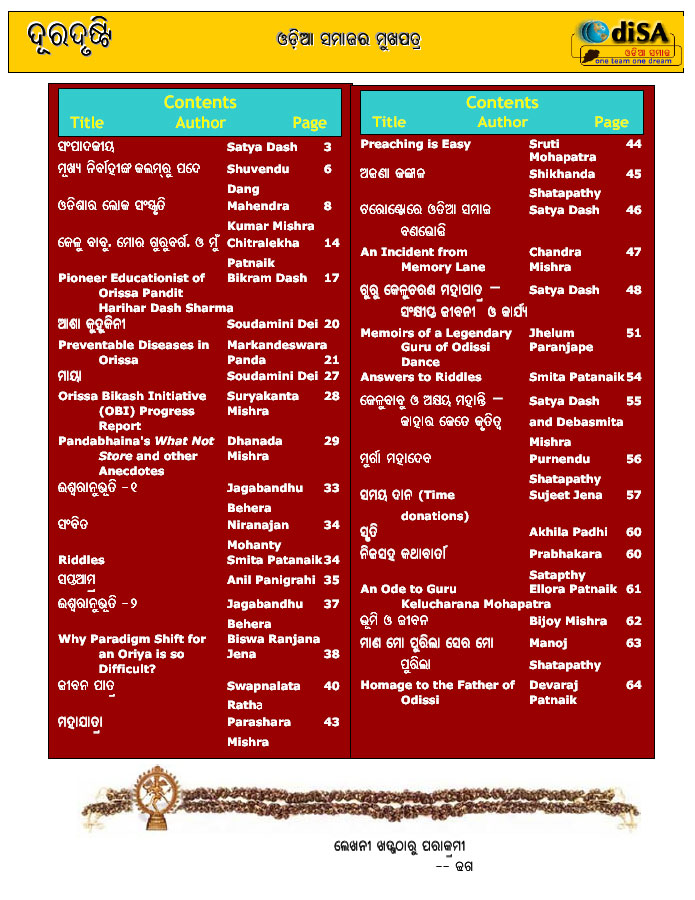 ଦୂରଦୃଷ୍ଟି
ଓଡ଼ିଆ ସମାଜର ମୁଖପତ୍ର
OdiSA
ଓଡ଼ିଆ ସମାଜ
one team one dream
Contents
Title Author Page
ସଂପାଦକୀୟ Satya Dash 3
ମୁଖ୍ୟ ନିର୍ବାହୀଙ୍କ କଲମରୁ ପଦେ Shuvendu 6
Dang
ଓଡିଶାର ଲୋକ ସଂସ୍କୃତି Mahendra 8
Kumar Mishra
କେଳୁ ବାବୁ, ମୋର ଗୁରୁବର୍ଗ, ଓ ମୁଁ Chitralekha 14
Patnaik
Pioneer Educationist of Bikram Dash 17
Orissa Pandit
Harihar Dash Sharma
ଆଶା କୁହୁକିନୀ Soudamini Dei 20
Preventable Diseases in Markandeswara
Orissa Panda 21
ମାୟା Soudamini Dei 27
Orissa Bikash Initiative Suryakanta 28
(OBI) Progress Mishra
Report
Pandabhaina's What Not Dhanada 29
Store and other Mishra
Anecdotes
ଈଶ୍ୱରାନୁଭୂତି -୧ Jagabandhu 33
Behera
ସଂବିତ Niranajan 34
Mohanty
Riddles Smita Patanaik 34
ସପ୍ତଆମ୍ର Anil Panigrahi 35
ଈଶ୍ୱରାନୁଭୂତି -୨ Jagabandhu 37
Behera
Why Paradigm Shift for Biswa Ranjana
an Oriya is so Jena 38
Difficult?
ଜୀବନ ପାତ୍ର Swapnalata 40
Ratha
ମହାଯାତ୍ରା Parashara 43
Mishra
Contents
Title Author Page
Preaching is Easy Sruti 44
Mohapatra
ଅଜଣା କଙ୍ଗାଳ Shikhanda 45
Shatapathy
ଟରୋଣ୍ଟୋରେ ଓଡିଆ ସମାଜ Satya Dash 46
ବଣଭୋଜି
An Incident from Chandra 47
Memory Lane Mishra
ଗୁରୁ କେଳୁଚରଣ ମହାପାତ୍ର – Satya Dash 48
ସଂକ୍ଷୀପ୍ତ ଜୀବନୀ ଓ କାର୍ଯ୍ୟ
Memoirs of a Legendary Jhelum 51
Guru of Odissi Paranjape
Dance
Answers to Riddles Smita Patanaik 54
କେଳୁବାବୁ ଓ ଅକ୍ଷୟ ମହାନ୍ତି – Satya Dash 55
କାହାର କେତେ କୃତିତ୍ୱ and Debasmita
Mishra
ମୁର୍ଗୀ ମହାଦେବ Purnendu 56
Shatapathy
ସମୟ ଦାନ (Time Sujeet Jena 57
donations)
ସ୍ମୃତି Akhila Padhi 60
ନିଜସହ କଥାବାର୍ତା Prabhakara 60
Satapthy
An Ode to Guru Ellora Patnaik 61
Kelucharana Mohapatra
ଭୂମି ଓ ଜୀବନ Bijoy Mishra 62
ମାଣ ମୋ ପୁରିଲା ସେର ମୋ Manoj 63
ପୁରିଲା Shatapathy
Homage to the Father of Devaraj 64
Odissi Patnaik
ଲେଖନୀ ଖଡ୍ଗଠାରୁ ପରାକ୍ରମୀ
-- ଜଗ